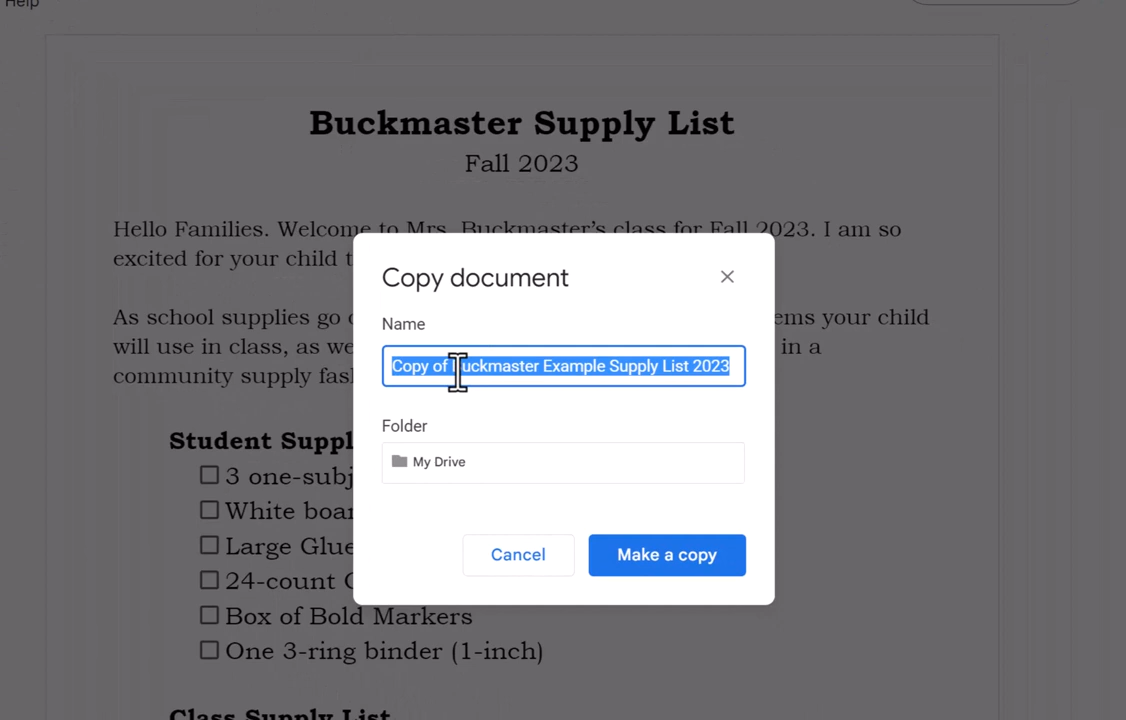 Help
Buckmaster Supply List
Fall 2023
Hello Families. Welcome to Mrs. Buckmaster's class for Fall 2023. I am so
excited for your child t
As school supplies go ems your child
will use in class, as we in a
community supply fas
Copy document
Name
Copy of Buckmaster Example Supply List 2023
Folder
My Drive
Cancel
Make a copy
Student Suppl
3 one-subj
White boar
Large Glue
24-count
Box of Bold Markers
One 3-ring binder (1-inch)
Class Supply List